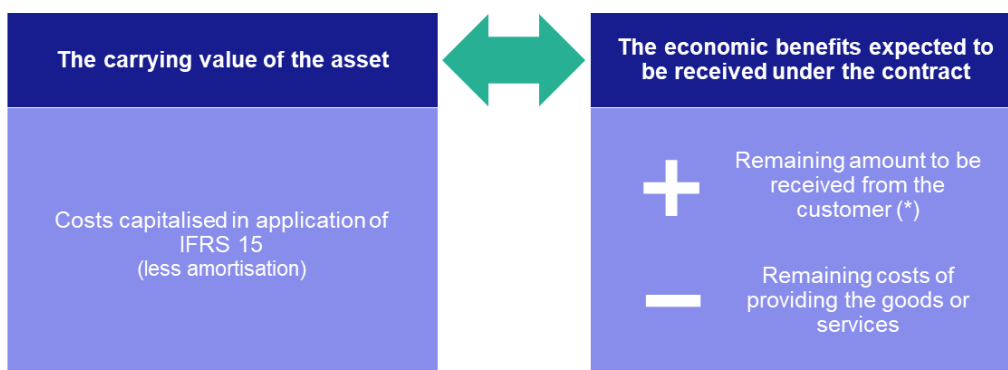 The carrying value of the asset
The economic benefits expected to
be received under the contract
Costs capitalised in application of
IFRS 15
(less amortisation)
+
Remaining amount to be
received from the
customer (*)
–
Remaining costs of
providing the goods or
services